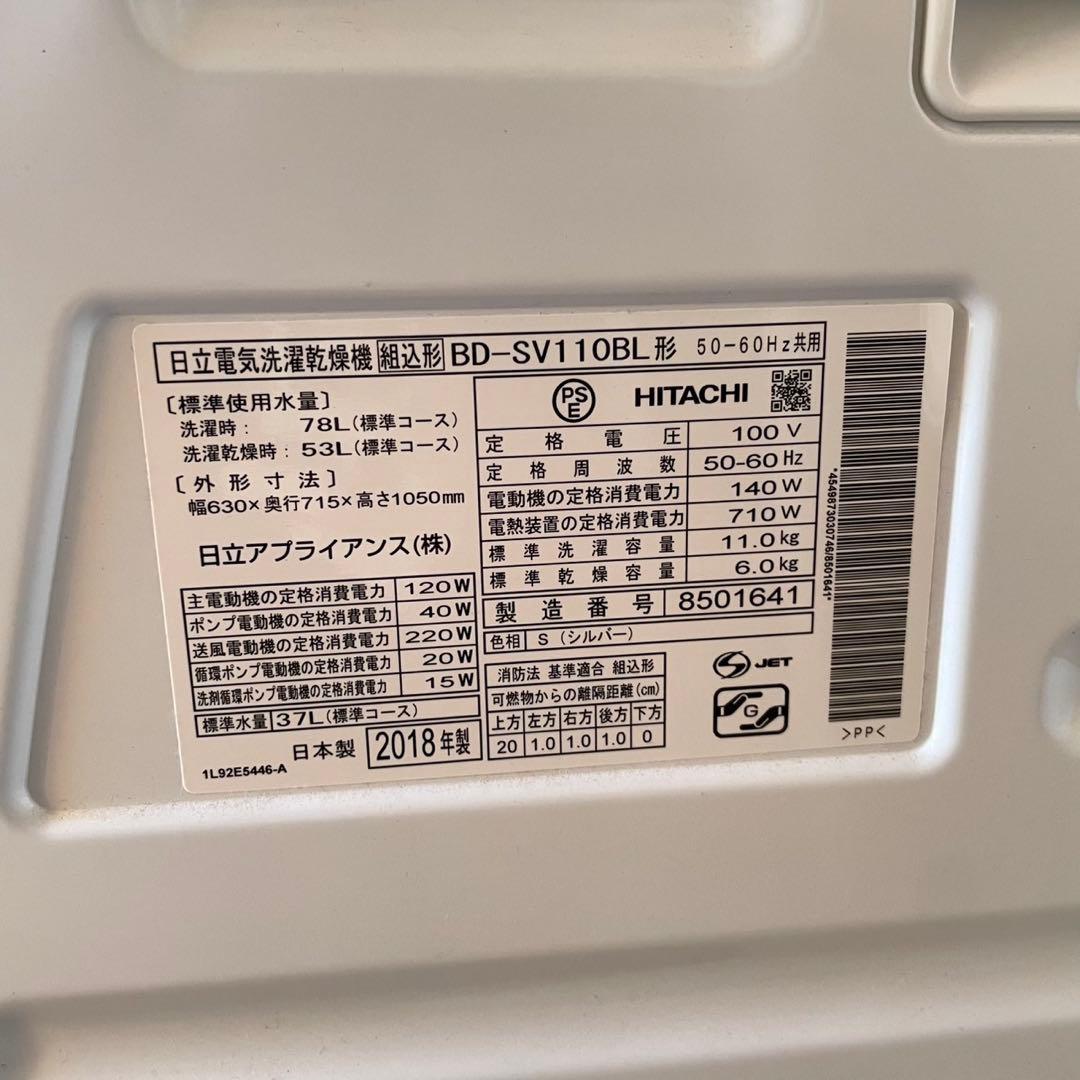 日立電気洗濯乾燥機 組込形 BD-SV110BL形 50-60Hz共用
〔標準使用水量〕
洗濯時： 78L(標準コース)
洗濯乾燥時：53L(標準コース)
〔外形寸法〕
幅630×奥行715×高さ1050mm
日立アプライアンス(株)
主電動機の定格消費電力 120W
ポンプ電動機の定格消費電力 40W
送風電動機の定格消費電力 220W
循環ポンプ電動機の定格消費電力 20W
洗剤循環ポンプ電動機の定格消費電力 15W
標準水量 37L(標準コース)
日本製 2018年製
1L92E5446-A
PSE HITACHI
定格電圧 100V
定格周波数 50-60Hz
電動機の定格消費電力 140W
電熱装置の定格消費電力 710W
標準洗濯容量 11.0kg
標準乾燥容量 6.0kg
製造番号 8501641
色相 S（シルバー）
消防法 基準適合 組込形
可燃物からの離隔距離(cm)
上方 左方 右方 後方 下方
20 1.0 1.0 1.0 0
S JET
G
*4549873030746/8501641*
>PP<